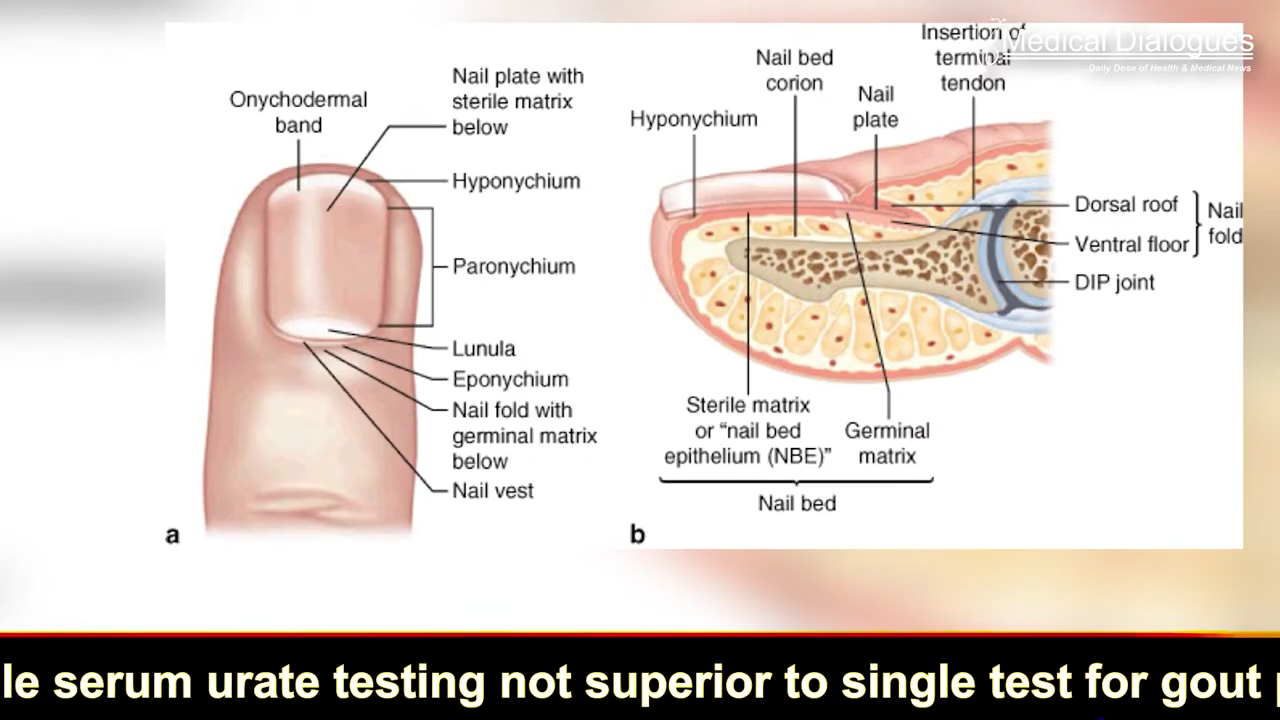 Medical Dialogues
Daily Dose of Health & Medical News
Onychodermal
band
Nail plate with
sterile matrix
below
Hyponychium
Paronychium
Lunula
Eponychium
Nail fold with
germinal matrix
below
Nail vest
a
Hyponychium
Nail bed
corion
Nail
plate
Insertion of
terminal
tendon
Dorsal roof
Ventral floor
Nail
fold
DIP joint
Sterile matrix
or “nail bed
epithelium (NBE)”
Germinal
matrix
Nail bed
b
le serum urate testing not superior to single test for gout